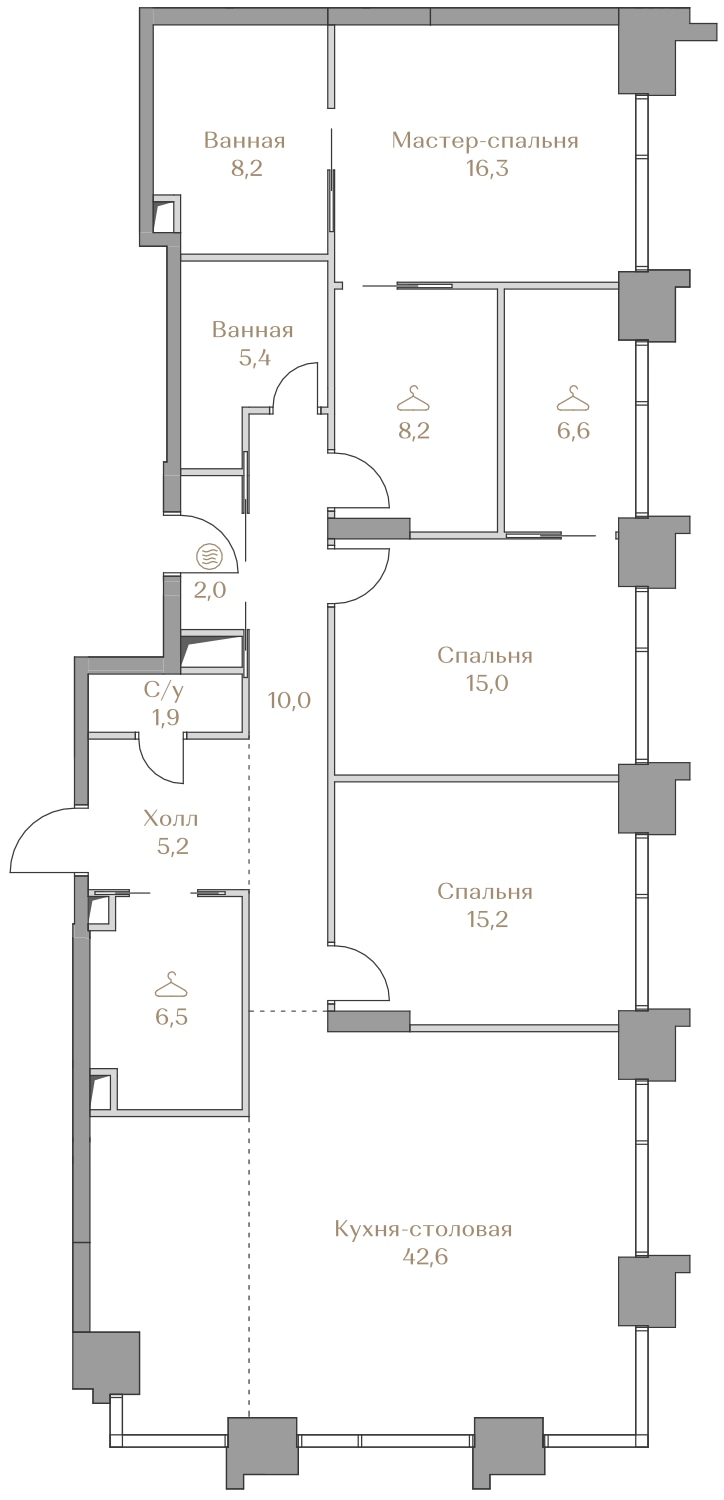 Ванная
8,2
Мастер-спальня
16,3
Ванная
5,4
8,2
6,6
2,0
Спальня
15,0
С/у
1,9
10,0
Холл
5,2
Спальня
15,2
6,5
Кухня-столовая
42,6